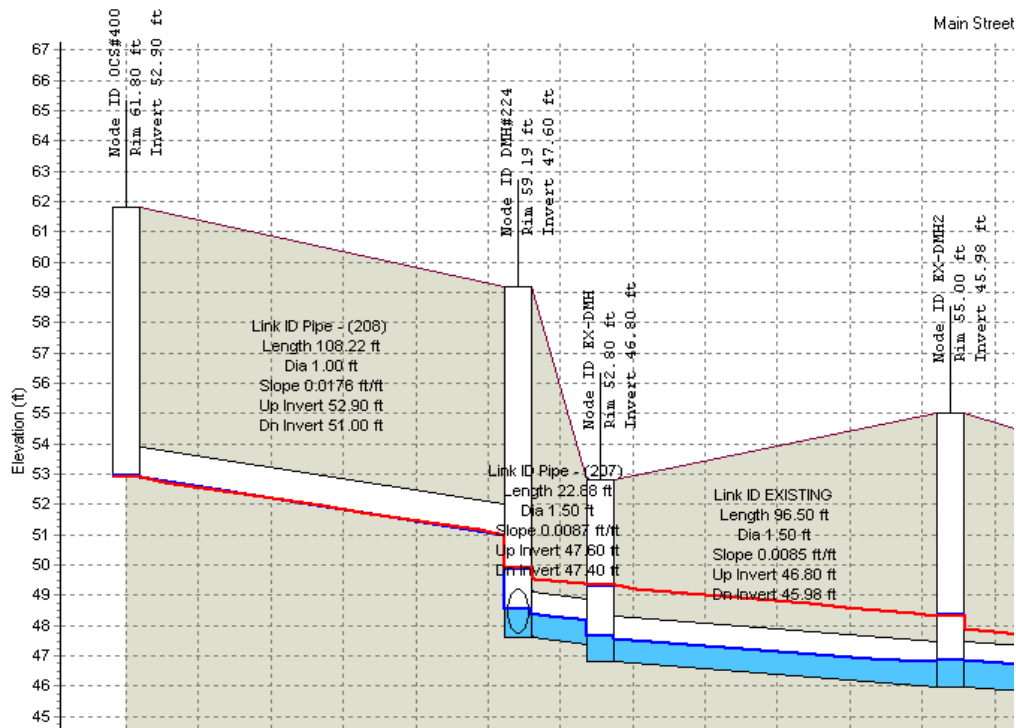 Main Street
Node ID OCS#400
Rim 61.80 ft
Invert 52.90 ft
Node ID DMH#224
Rim 59.19 ft
Invert 47.60 ft
Node ID EX-DMH
Rim 52.80 ft
Invert 46.80 ft
Node ID EX-DMH2
Rim 55.00 ft
Invert 45.98 ft
Elevation (ft)
67
66
65
64
63
62
61
60
59
58
57
56
55
54
53
52
51
50
49
48
47
46
45
Link ID Pipe - (208)
Length 108.22 ft
Dia 1.00 ft
Slope 0.0176 ft/ft
Up Invert 52.90 ft
Dn Invert 51.00 ft
Link ID Pipe - (207)
Length 22.88 ft
Dia 1.50 ft
Slope 0.0087 ft/ft
Up Invert 47.60 ft
Dn Invert 47.40 ft
Link ID EXISTING
Length 96.50 ft
Dia 1.50 ft
Slope 0.0085 ft/ft
Up Invert 46.80 ft
Dn Invert 45.98 ft